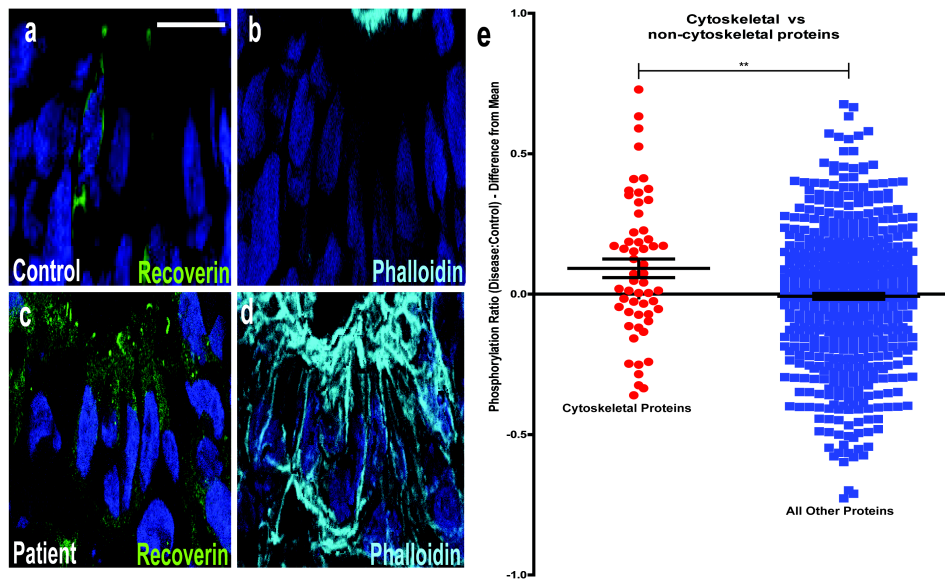 a
Control
Recoverin
b
Phalloidin
c
Patient
Recoverin
d
Phalloidin
e
Cytoskeletal vs
non-cytoskeletal proteins
**
Phosphorylation Ratio (Disease:Control) - Difference from Mean
1.0
0.5
0.0
-0.5
-1.0
Cytoskeletal Proteins
All Other Proteins